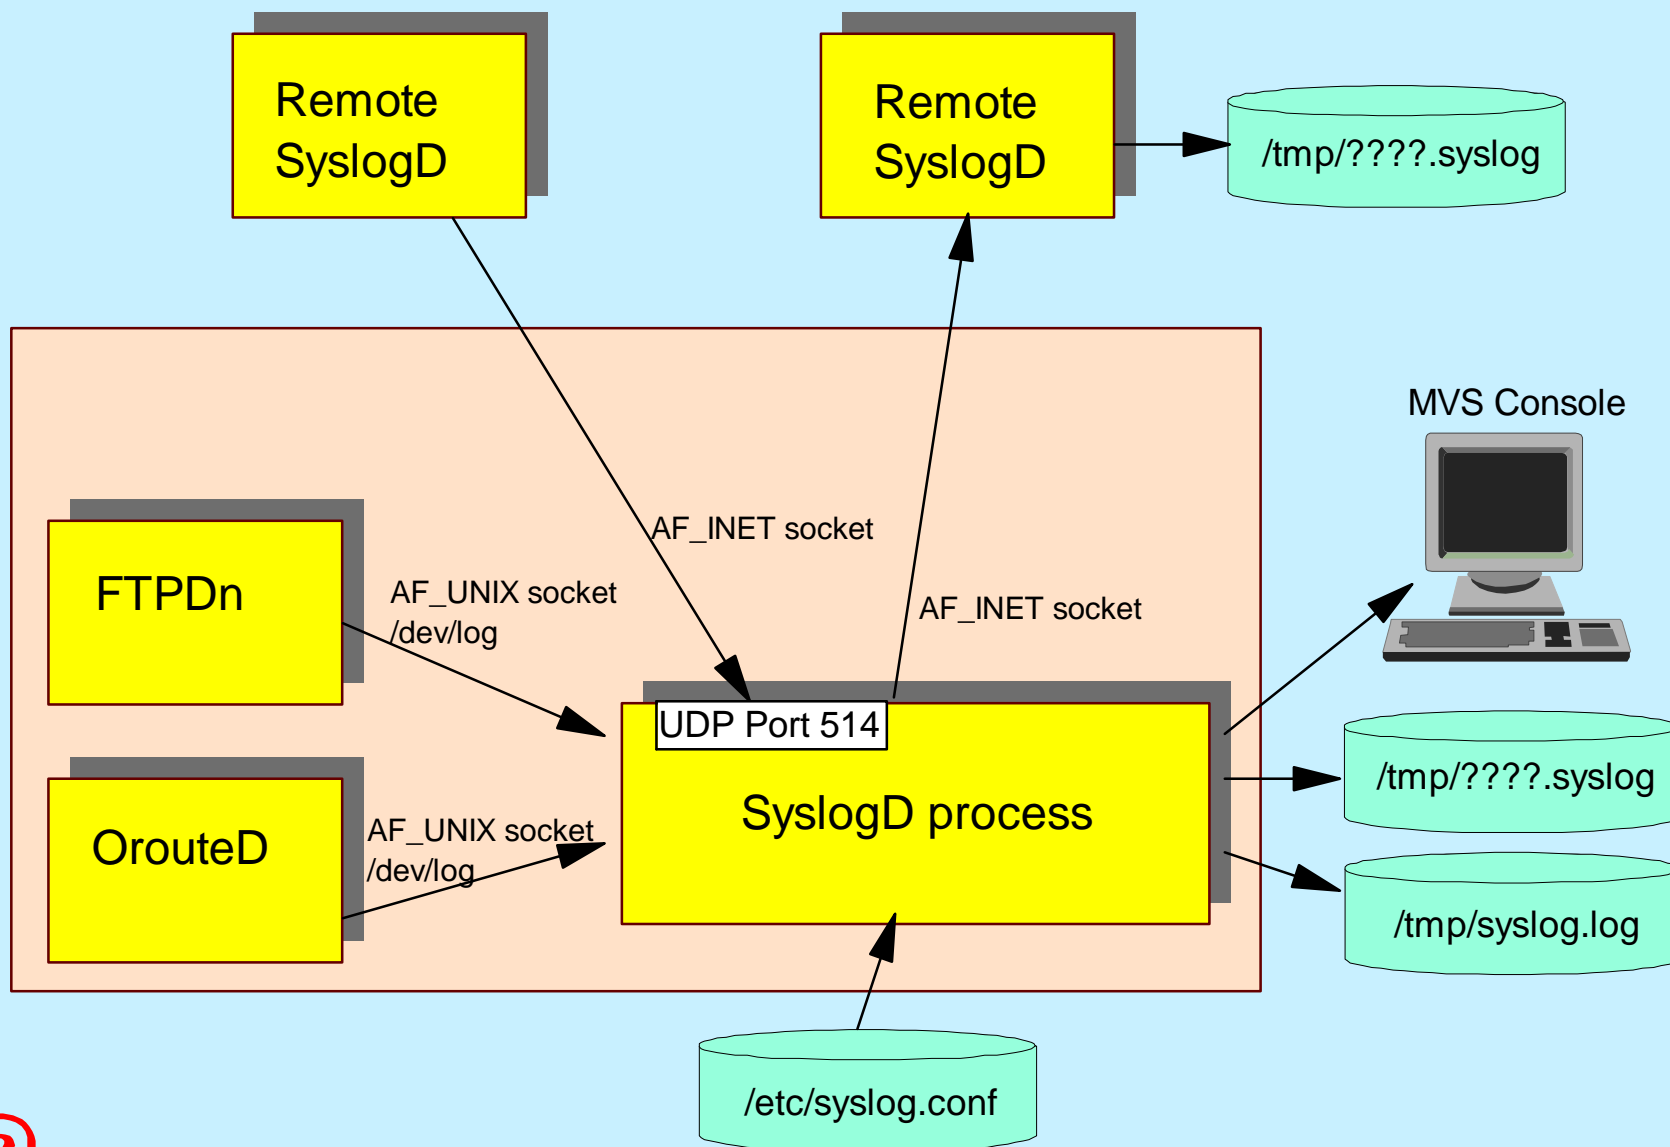 Remote
SyslogD
Remote
SyslogD
/tmp/????.syslog
MVS Console
AF_INET socket
FTPDn
AF_UNIX socket
/dev/log
AF_INET socket
UDP Port 514
/tmp/????.syslog
SyslogD process
OrouteD
AF_UNIX socket
/dev/log
/tmp/syslog.log
/etc/syslog.conf